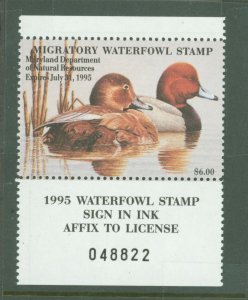 MIGRATORY WATERFOWL STAMP
Maryland Department
of Natural Resources
Expires July 31, 1995
$6.00
1995 WATERFOWL STAMP
SIGN IN INK
AFFIX TO LICENSE
048822